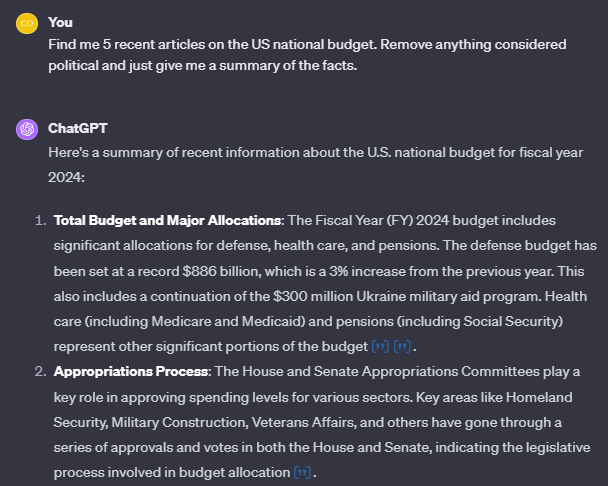 CO
You
Find me 5 recent articles on the US national budget. Remove anything considered
political and just give me a summary of the facts.
ChatGPT
Here's a summary of recent information about the U.S. national budget for fiscal year
2024:
1. Total Budget and Major Allocations: The Fiscal Year (FY) 2024 budget includes
significant allocations for defense, health care, and pensions. The defense budget has
been set at a record $886 billion, which is a 3% increase from the previous year. This
also includes a continuation of the $300 million Ukraine military aid program. Health
care (including Medicare and Medicaid) and pensions (including Social Security)
represent other significant portions of the budget ["] ["].
2. Appropriations Process: The House and Senate Appropriations Committees play a
key role in approving spending levels for various sectors. Key areas like Homeland
Security, Military Construction, Veterans Affairs, and others have gone through a
series of approvals and votes in both the House and Senate, indicating the legislative
process involved in budget allocation ["].